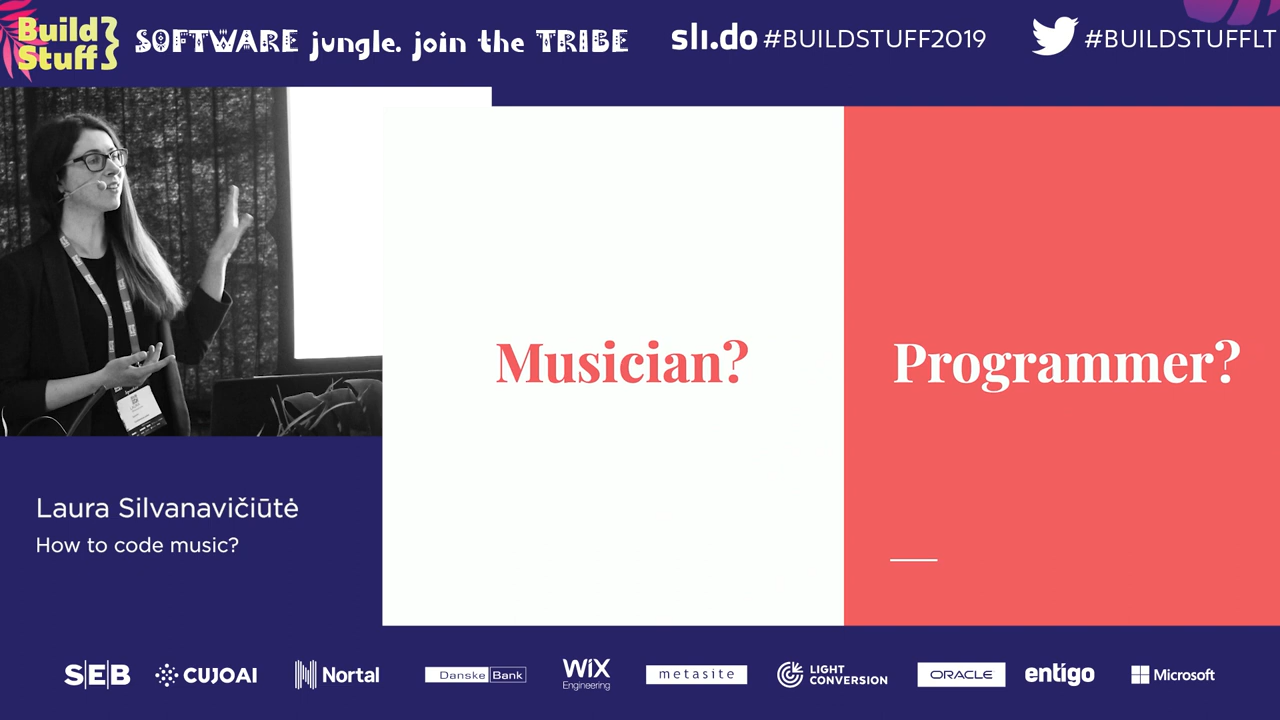 Build
Stuff
SOFTWARE jungle. join the TRIBE
sli.do #BUILDSTUFF2019
#BUILDSTUFFLT
Musician?
Programmer?
Laura Silvanavičiūtė
How to code music?
SEB
CUJOAI
Nortal
Danske Bank
WiX
Engineering
metasite
LIGHT
CONVERSION
ORACLE
entigo
Microsoft